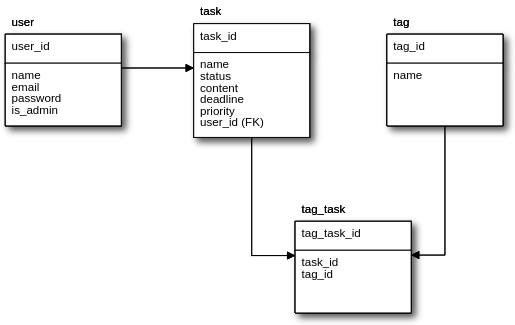 user
user_id
name
email
password
is_admin
task
task_id
name
status
content
deadline
priority
user_id (FK)
tag
tag_id
name
tag_task
tag_task_id
task_id
tag_id